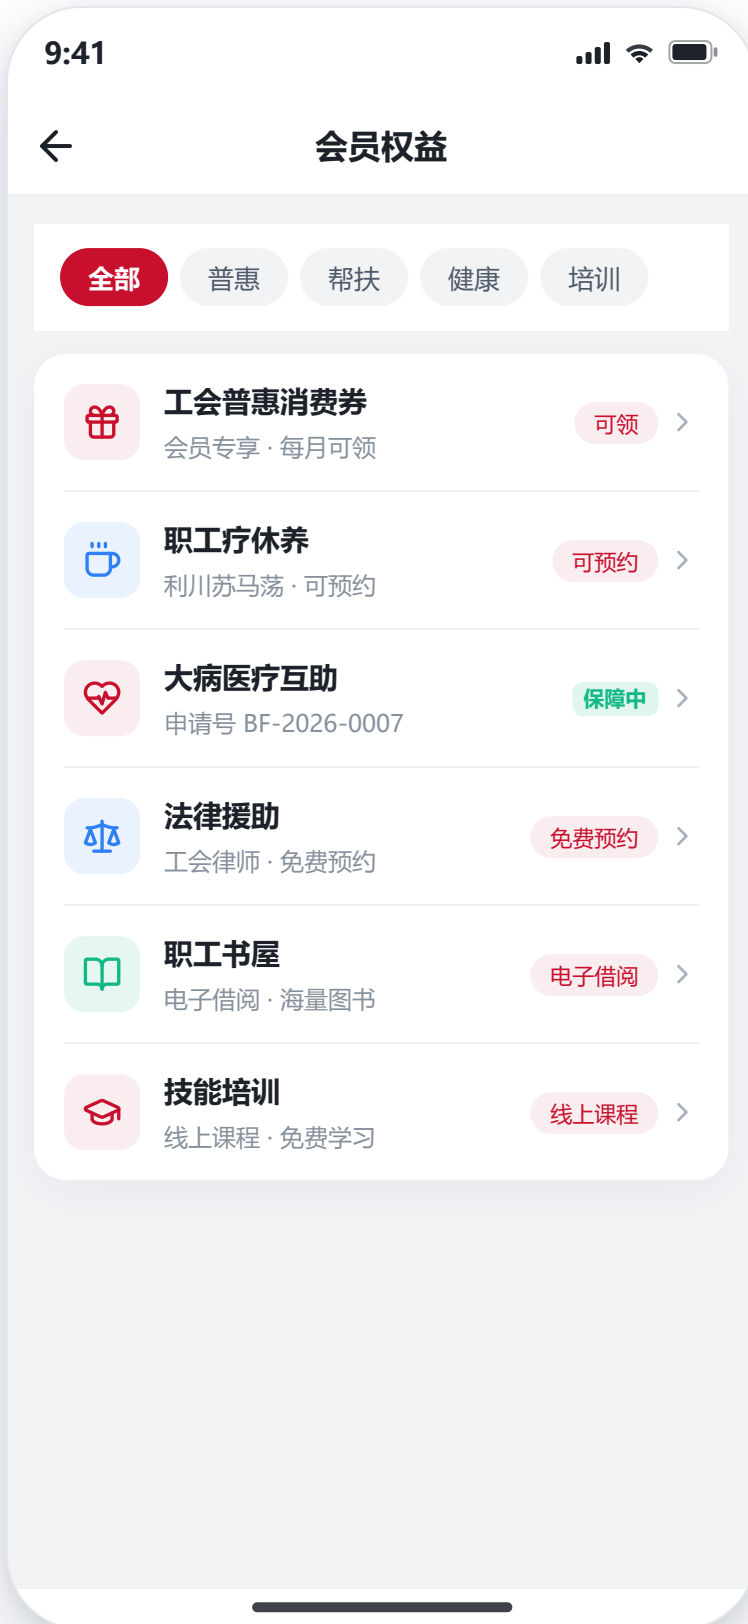 9:41
会员权益
全部 普惠 帮扶 健康 培训
工会普惠消费券
会员专享 · 每月可领
可领
职工疗休养
利川苏马荡 · 可预约
可预约
大病医疗互助
申请号 BF-2026-0007
保障中
法律援助
工会律师 · 免费预约
免费预约
职工书屋
电子借阅 · 海量图书
电子借阅
技能培训
线上课程 · 免费学习
线上课程